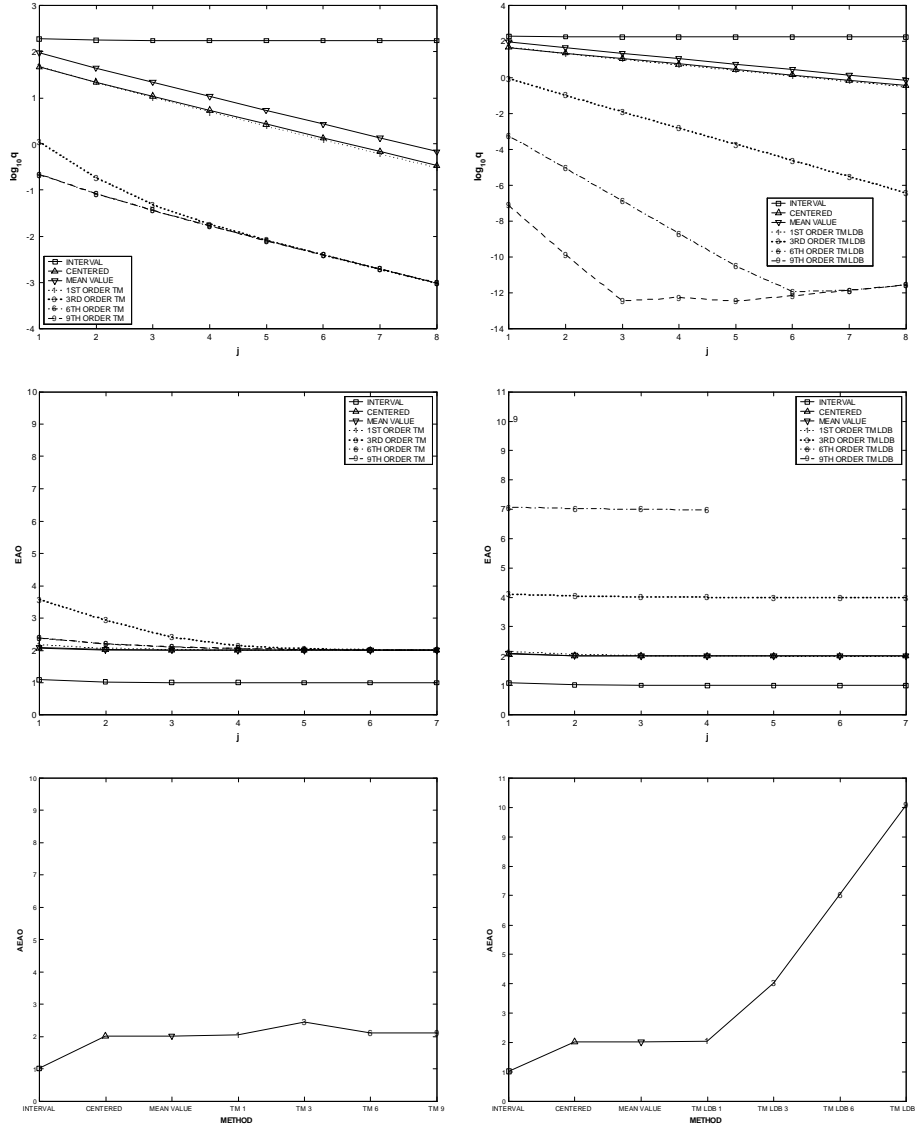 3
2
1
0
-1
-2
-3
-4
log10 q
INTERVAL
CENTERED
MEAN VALUE
1ST ORDER TM
3RD ORDER TM
6TH ORDER TM
9TH ORDER TM
1 2 3 4 5 6 7 8
j
4
2
0
-2
-4
-6
-8
-10
-12
-14
log10 q
INTERVAL
CENTERED
MEAN VALUE
1ST ORDER TM LDB
3RD ORDER TM LDB
6TH ORDER TM LDB
9TH ORDER TM LDB
1 2 3 4 5 6 7 8
j
10
9
8
7
6
5
4
3
2
1
0
EAO
INTERVAL
CENTERED
MEAN VALUE
1ST ORDER TM
3RD ORDER TM
6TH ORDER TM
9TH ORDER TM
1 2 3 4 5 6 7
j
11
10
9
8
7
6
5
4
3
2
1
0
EAO
INTERVAL
CENTERED
MEAN VALUE
1ST ORDER TM LDB
3RD ORDER TM LDB
6TH ORDER TM LDB
9TH ORDER TM LDB
1 2 3 4 5 6 7
j
10
9
8
7
6
5
4
3
2
1
0
AEAO
INTERVAL CENTERED MEAN VALUE TM 1 TM 3 TM 6 TM 9
METHOD
11
10
9
8
7
6
5
4
3
2
1
0
AEAO
INTERVAL CENTERED MEAN VALUE TM LDB 1 TM LDB 3 TM LDB 6 TM LDB
METHOD